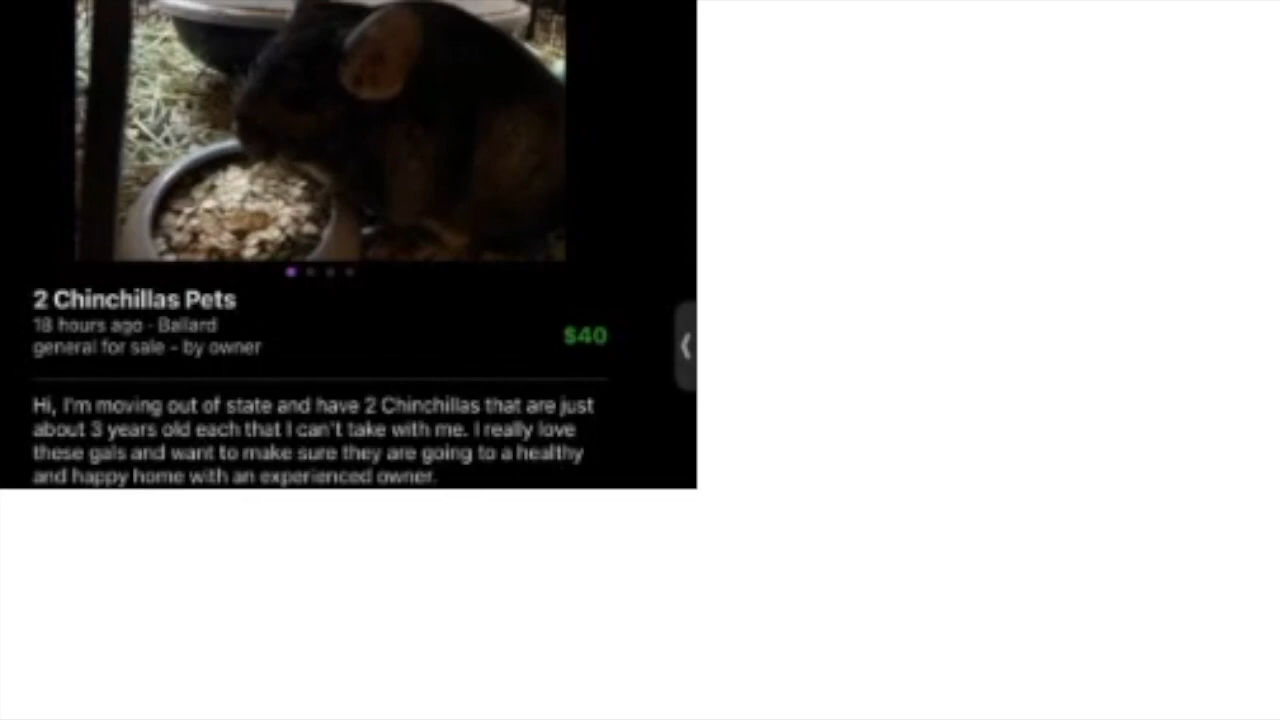 2 Chinchillas Pets
18 hours ago - Ballard
$40
general for sale - by owner
Hi, I'm moving out of state and have 2 Chinchillas that are just
about 3 years old each that I can't take with me. I really love
these gals and want to make sure they are going to a healthy
and happy home with an experienced owner.